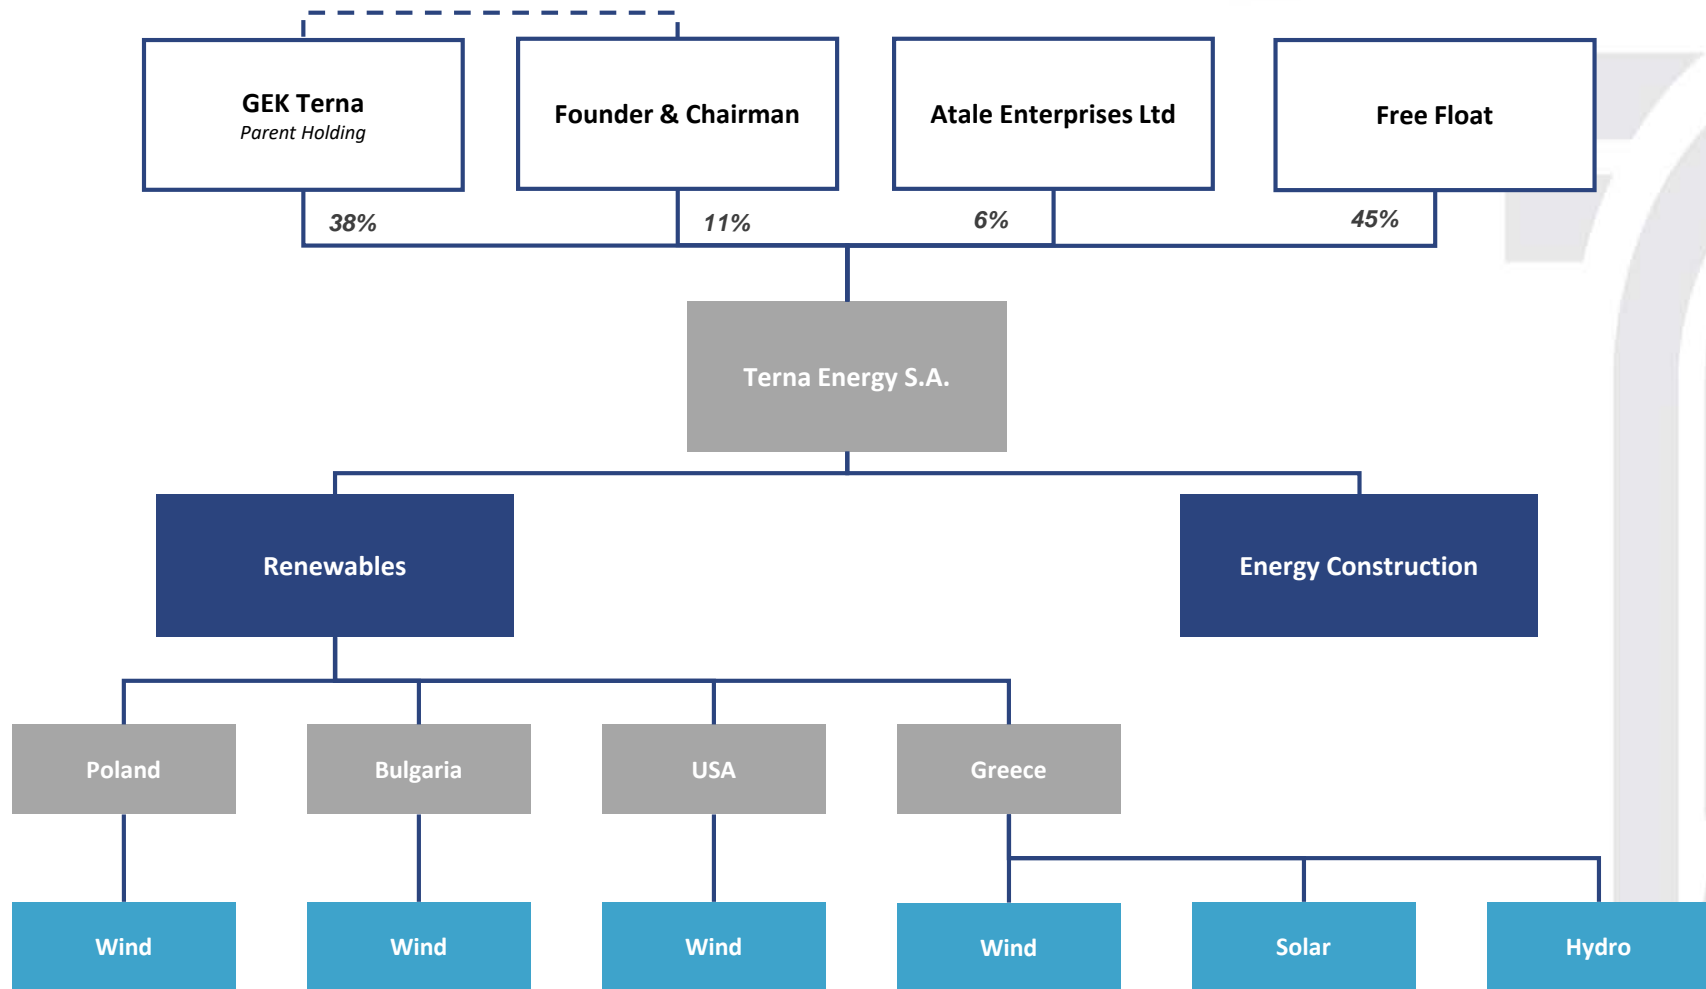 GEK Terna
Parent Holding
Founder & Chairman
Atale Enterprises Ltd
Free Float
38%
11%
6%
45%
Terna Energy S.A.
Renewables
Energy Construction
Poland
Bulgaria
USA
Greece
Wind
Wind
Wind
Wind
Solar
Hydro